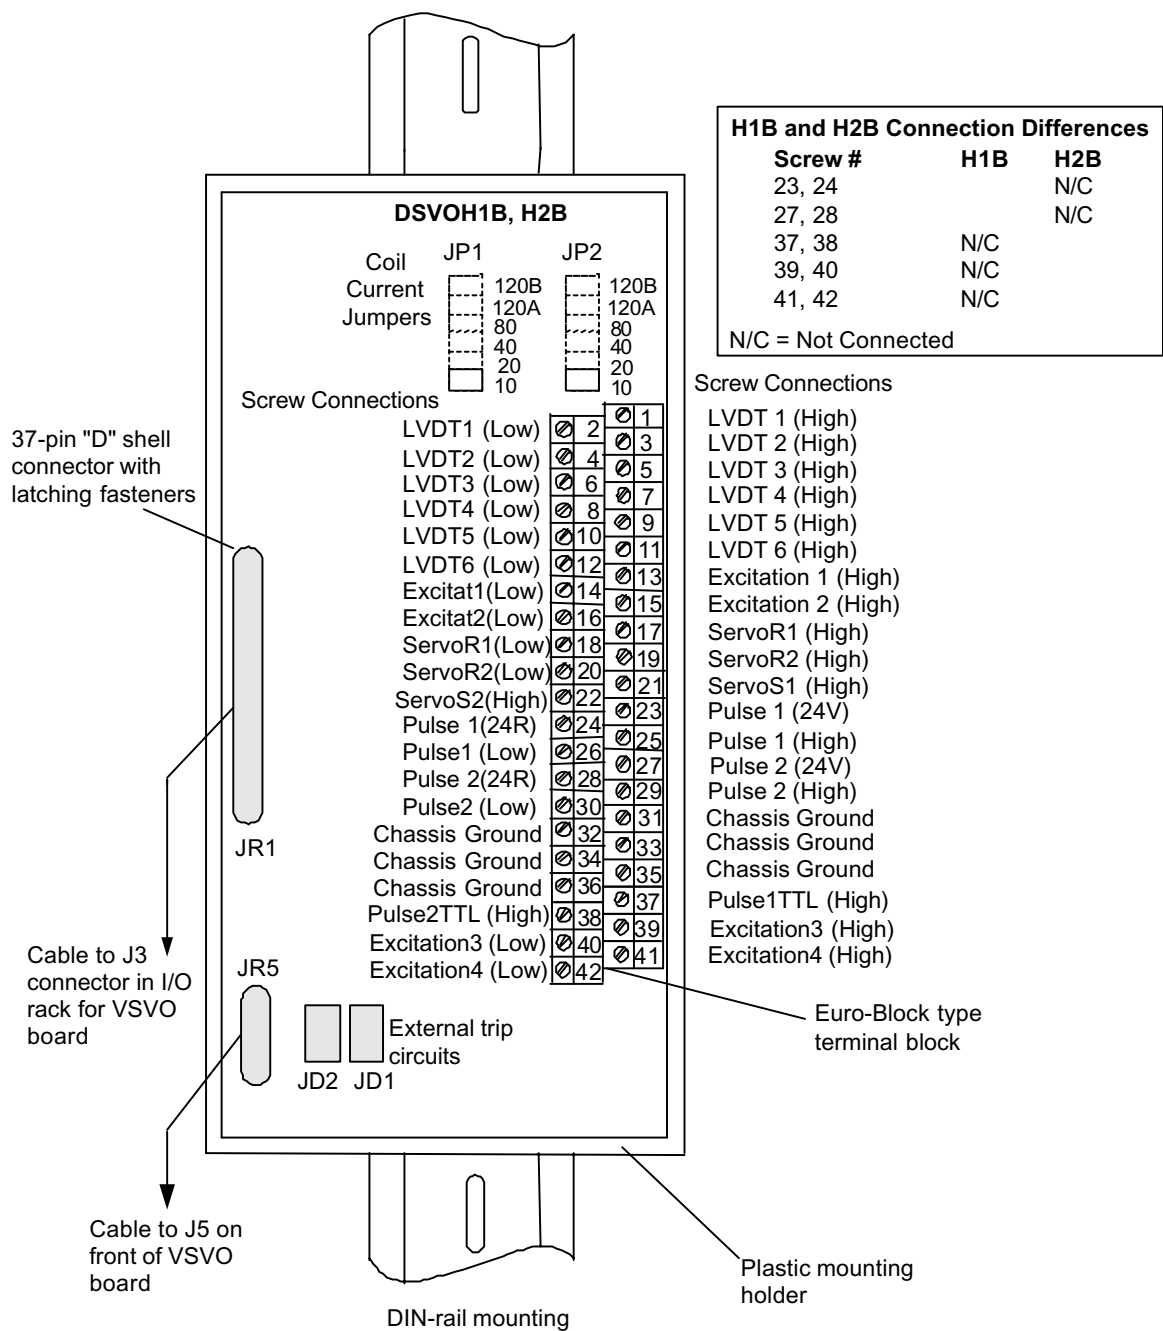 H1B and H2B Connection Differences
Screw # H1B H2B
23, 24 N/C
27, 28 N/C
37, 38 N/C
39, 40 N/C
41, 42 N/C
N/C = Not Connected
DSVOH1B, H2B
Coil
Current
Jumpers
JP1
120B
120A
80
40
20
10
JP2
120B
120A
80
40
20
10
Screw Connections
Screw Connections
1 LVDT 1 (High)
LVDT1 (Low) 2
3 LVDT 2 (High)
LVDT2 (Low) 4
5 LVDT 3 (High)
LVDT3 (Low) 6
7 LVDT 4 (High)
LVDT4 (Low) 8
9 LVDT 5 (High)
LVDT5 (Low) 10
11 LVDT 6 (High)
LVDT6 (Low) 12
13 Excitation 1 (High)
Excitat1(Low) 14
15 Excitation 2 (High)
Excitat2(Low) 16
17 ServoR1 (High)
ServoR1(Low) 18
19 ServoR2 (High)
ServoR2(Low) 20
21 ServoS1 (High)
ServoS2(High) 22
23 Pulse 1 (24V)
Pulse 1(24R) 24
25 Pulse 1 (High)
Pulse1 (Low) 26
27 Pulse 2 (24V)
Pulse 2(24R) 28
29 Pulse 2 (High)
Pulse2 (Low) 30
31 Chassis Ground
Chassis Ground 32
33 Chassis Ground
Chassis Ground 34
35 Chassis Ground
Chassis Ground 36
37 Pulse1TTL (High)
Pulse2TTL (High) 38
39 Excitation3 (High)
Excitation3 (Low) 40
41 Excitation4 (High)
Excitation4 (Low) 42
37-pin "D" shell
connector with
latching fasteners
JR1
Cable to J3
connector in I/O
rack for VSVO
board
JR5
External trip
circuits
JD2 JD1
Euro-Block type
terminal block
Cable to J5 on
front of VSVO
board
Plastic mounting
holder
DIN-rail mounting